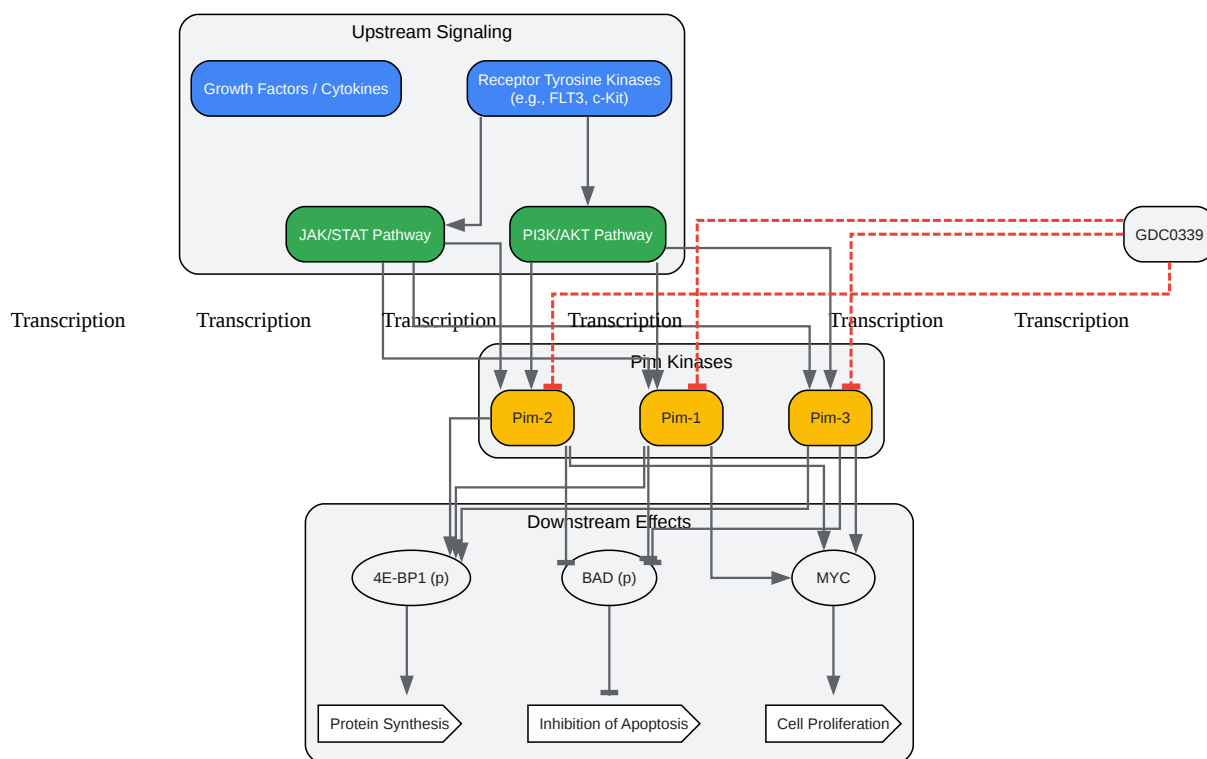 Upstream Signaling
Growth Factors / Cytokines
Receptor Tyrosine Kinases
(e.g., FLT3, c-Kit)
JAK/STAT Pathway
PI3K/AKT Pathway
GDC0339
Transcription
Transcription
Transcription
Transcription
Transcription
Transcription
Pim Kinases
Pim-2
Pim-1
Pim-3
Downstream Effects
4E-BP1 (p)
BAD (p)
MYC
Protein Synthesis
Inhibition of Apoptosis
Cell Proliferation